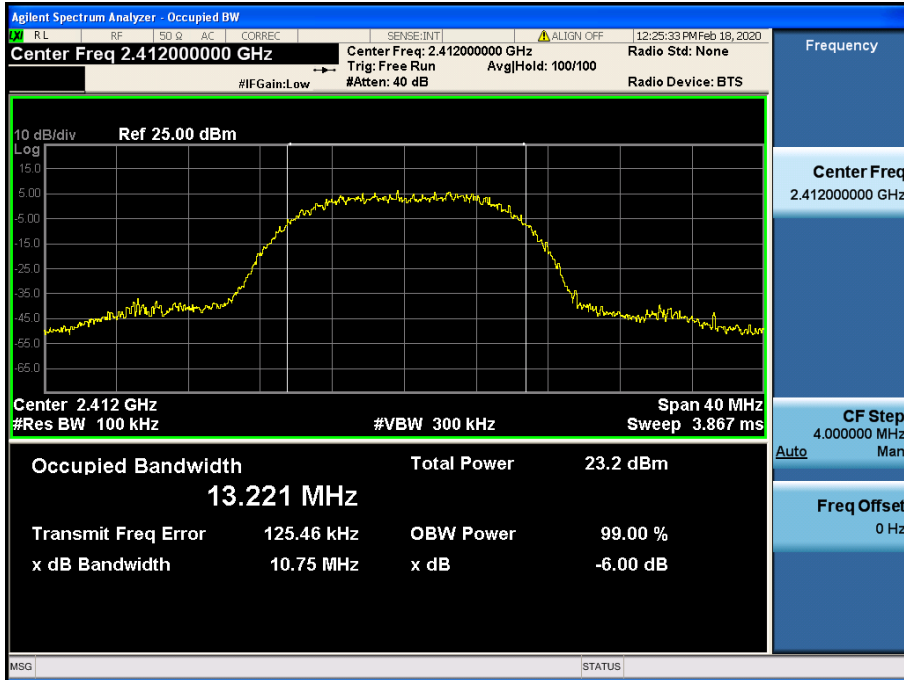 Agilent Spectrum Analyzer - Occupied BW
LXI RL RF 50 Ω AC CORREC SENSE:INT ALIGN OFF 12:25:33 PM Feb 18, 2020
Center Freq 2.412000000 GHz
Center Freq: 2.412000000 GHz
Radio Std: None
Trig: Free Run Avg|Hold: 100/100
#IFGain:Low #Atten: 40 dB Radio Device: BTS
10 dB/div Ref 25.00 dBm
Log
15.0
5.00
-5.00
-15.0
-25.0
-35.0
-45.0
-55.0
-65.0
Center 2.412 GHz Span 40 MHz
#Res BW 100 kHz #VBW 300 kHz Sweep 3.867 ms
Occupied Bandwidth Total Power 23.2 dBm
13.221 MHz
Transmit Freq Error 125.46 kHz OBW Power 99.00 %
x dB Bandwidth 10.75 MHz x dB -6.00 dB
Frequency
Center Freq
2.412000000 GHz
CF Step
4.000000 MHz
Auto Man
Freq Offset
0 Hz
MSG STATUS